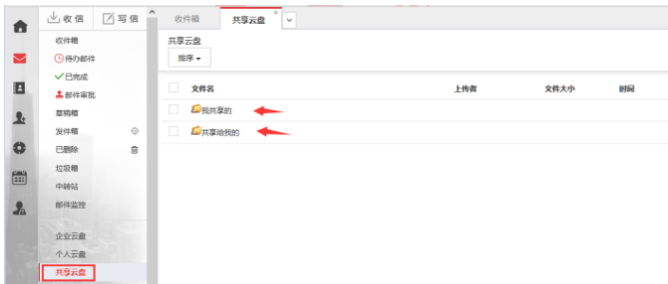 收信 写信
收件箱
待办邮件
已完成
邮件审批
草稿箱
发件箱
已删除
垃圾箱
中转站
邮件监控
企业云盘
个人云盘
共享云盘
收件箱 共享云盘
共享云盘
排序
文件名 上传者 文件大小 时间
我共享的
共享给我的